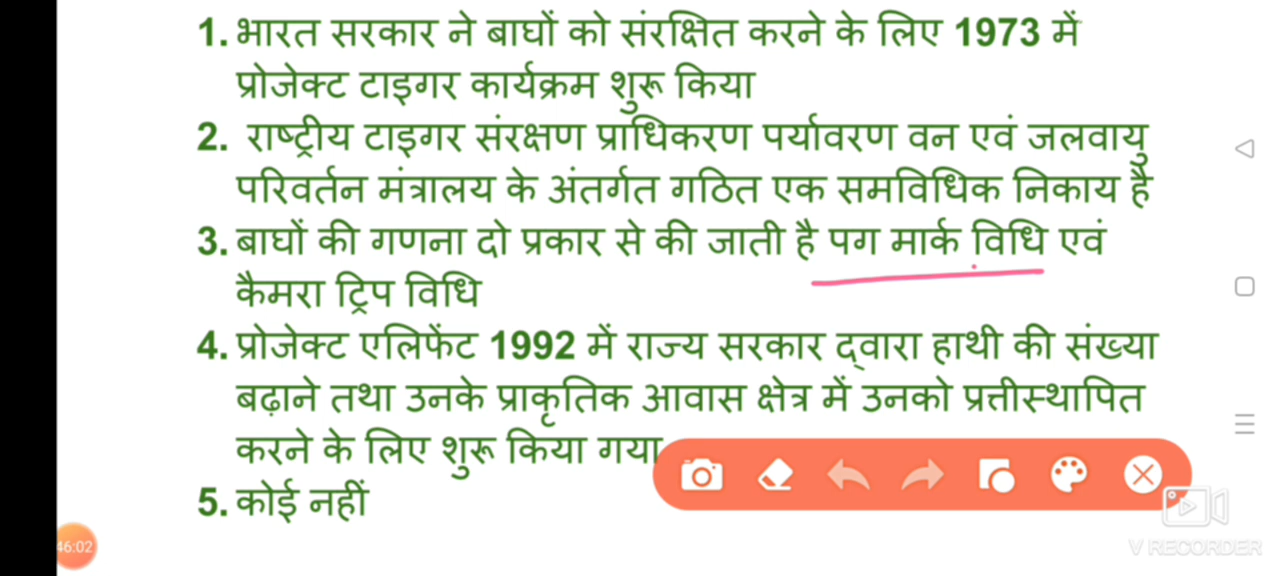 1. भारत सरकार ने बाघों को संरक्षित करने के लिए 1973 में
प्रोजेक्ट टाइगर कार्यक्रम शुरू किया
2. राष्ट्रीय टाइगर संरक्षण प्राधिकरण पर्यावरण वन एवं जलवायु
परिवर्तन मंत्रालय के अंतर्गत गठित एक समविधिक निकाय है
3. बाघों की गणना दो प्रकार से की जाती है पग मार्क विधि एवं
कैमरा ट्रिप विधि
4. प्रोजेक्ट एलिफेंट 1992 में राज्य सरकार द्वारा हाथी की संख्या
बढ़ाने तथा उनके प्राकृतिक आवास क्षेत्र में उनको प्रत्तीस्थापित
करने के लिए शुरू किया गया
5. कोई नहीं
46:02
V RECORDER